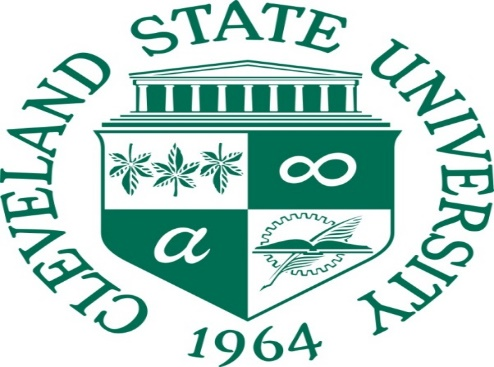 CLEVELAND STATE UNIVERSITY
∞
a
1964